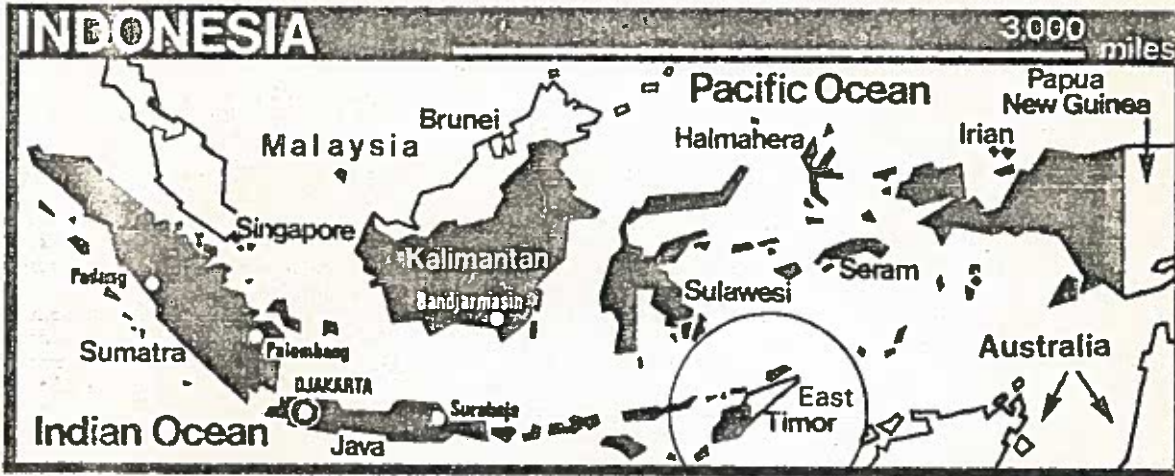 INDONESIA
3,000
miles
Pacific Ocean
Papua
New Guinea
Brunei
Malaysia
Halmahera
Irian
Singapore
Kalimantan
Seram
Padang
Bandjarmasin
Sulawesi
Sumatra
Palembang
Australia
DJAKARTA
Surabaja
East
Timor
Indian Ocean
Java